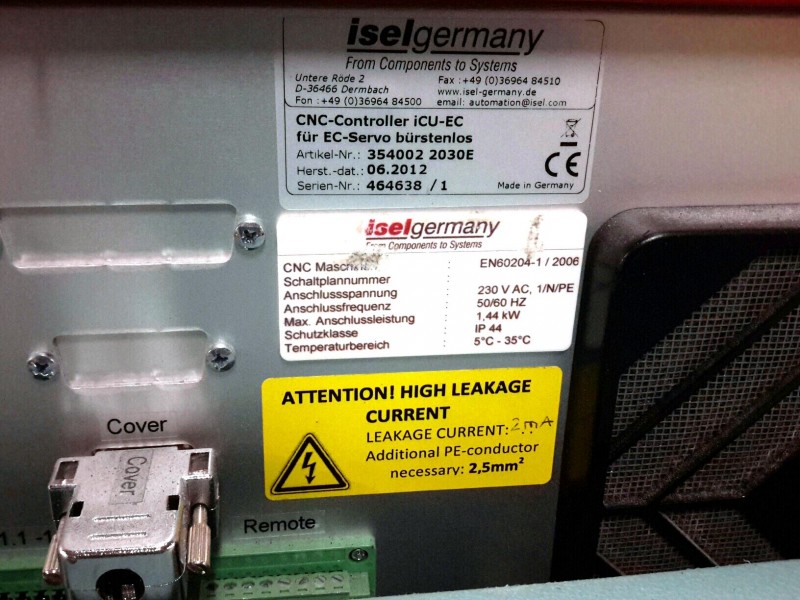 iselgermany
From Components to Systems
Untere Röde 2
D-36466 Dermbach
Fon : +49 (0)36964 84500
Fax : +49 (0)36964 84510
www.isel-germany.de
email: automation@isel.com
CNC-Controller iCU-EC
für EC-Servo bürstenlos
Artikel-Nr.: 354002 2030E
Herst.-dat.: 06.2012
Serien-Nr: 464638 /1
CE
Made in Germany
iselgermany
From Components to Systems
CNC : EN60204-1 / 2006
Schaltplannummer :
Anschlussspannung : 230 V AC, 1/N/PE
Anschlussfrequenz : 50/60 HZ
Max. Anschlussleistung : 1,44 kW
Schutzklasse : IP 44
Temperaturbereich : 5°C - 35°C
ATTENTION! HIGH LEAKAGE
CURRENT
LEAKAGE CURRENT: 2mA
Additional PE-conductor
necessary: 2,5mm²
Cover
Cover
Remote